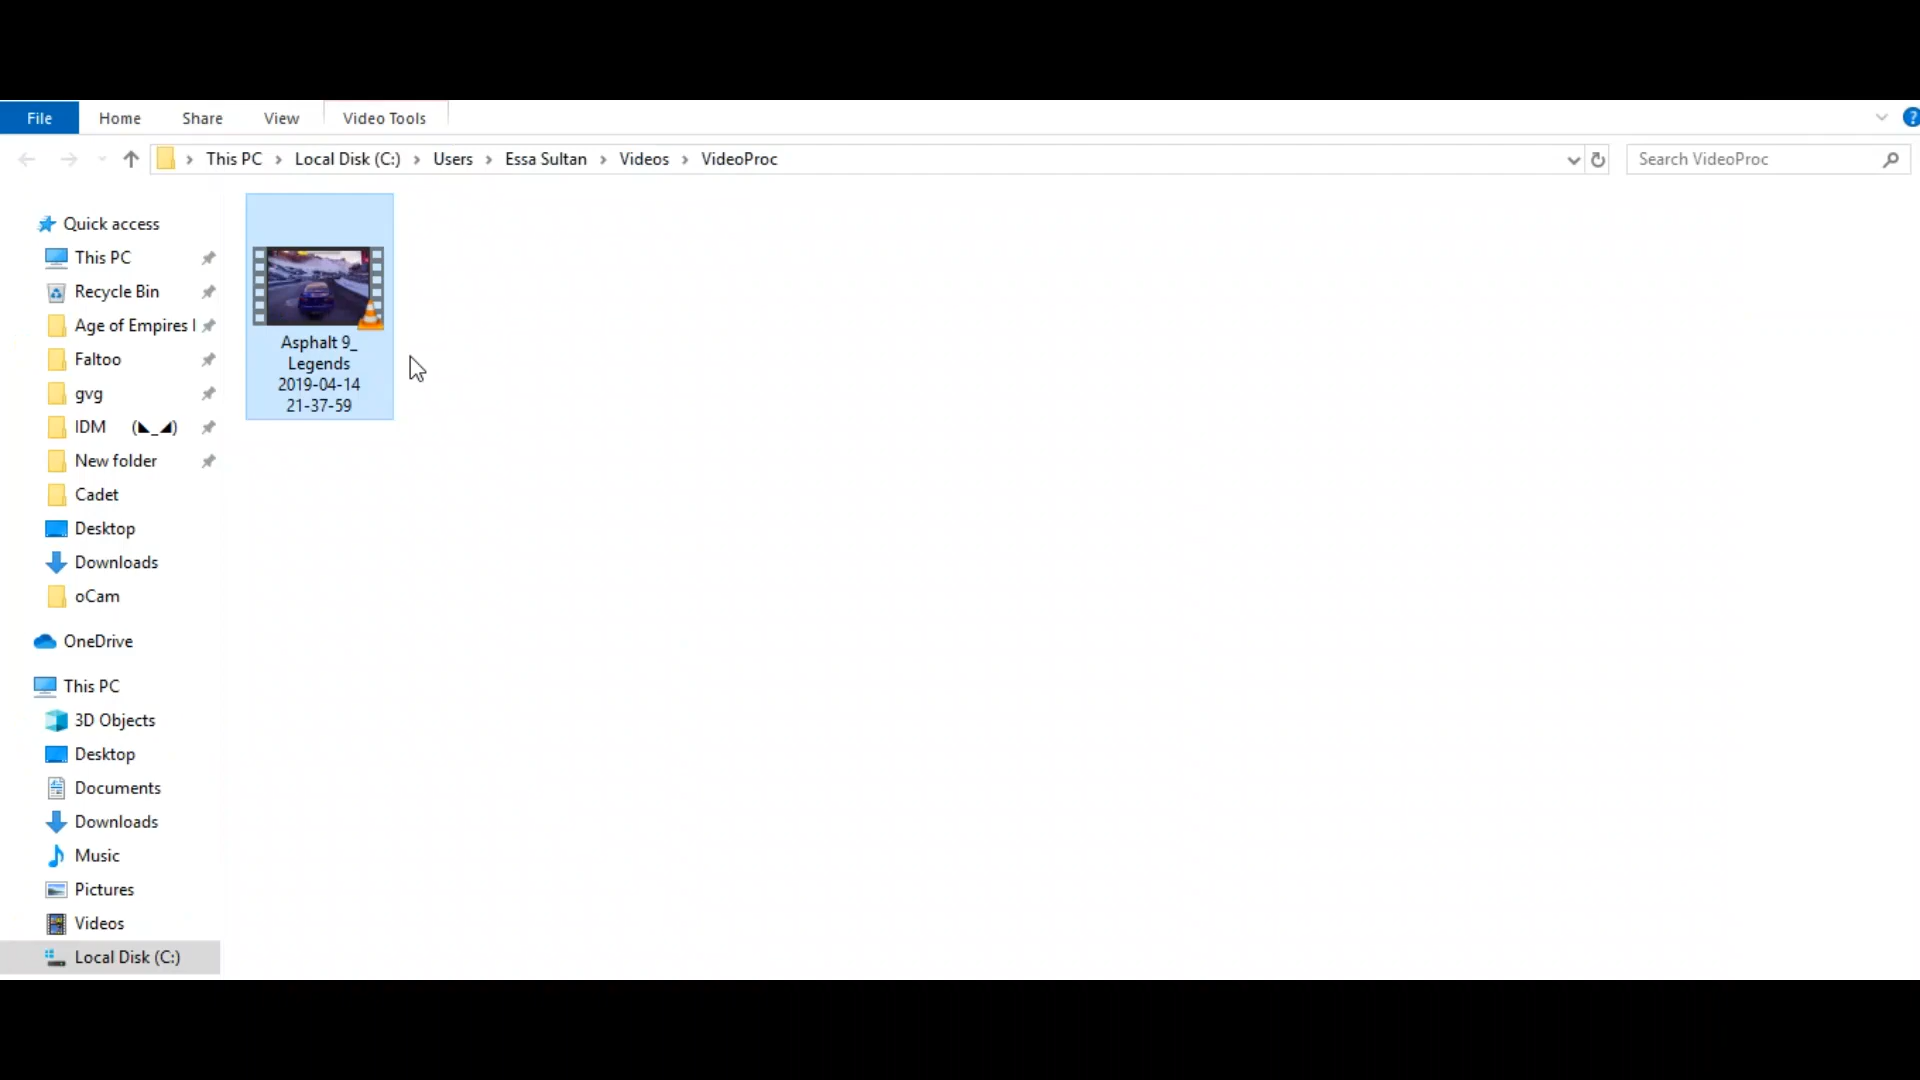 File Home Share View Video Tools ?
This PC › Local Disk (C:) › Users › Essa Sultan › Videos › VideoProc
Search VideoProc
Quick access
This PC
Recycle Bin
Age of Empires I
Faltoo
gvg
IDM (◣_◢)
New folder
Cadet
Desktop
Downloads
oCam
OneDrive
This PC
3D Objects
Desktop
Documents
Downloads
Music
Pictures
Videos
Local Disk (C:)
Asphalt 9_
Legends
2019-04-14
21-37-59